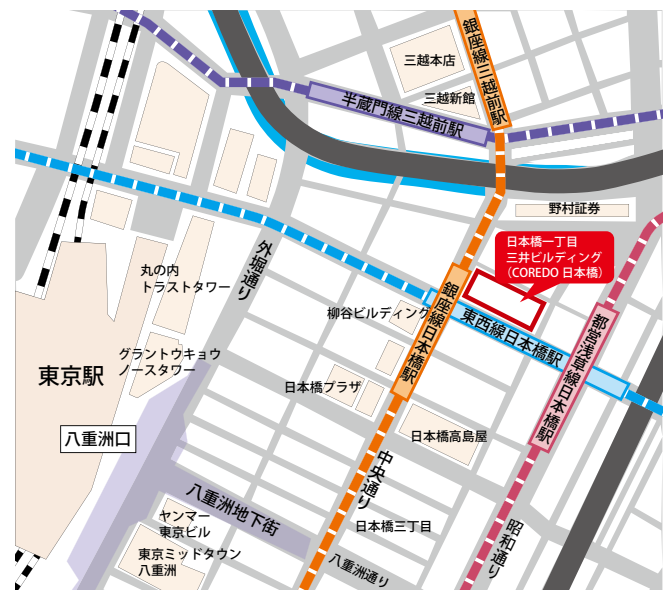 銀座線三越前駅
三越本店
三越新館
半蔵門線三越前駅
野村証券
日本橋一丁目
三井ビルディング
(COREDO 日本橋)
外堀通り
丸の内
トラストタワー
柳谷ビルディング
銀座線日本橋駅
東西線日本橋駅
都営浅草線日本橋駅
グラントウキョウ
ノースタワー
東京駅
日本橋プラザ
八重洲口
日本橋高島屋
中央通り
八重洲地下街
ヤンマー
東京ビル
日本橋三丁目
昭和通り
東京ミッドタウン
八重洲
八重洲通り